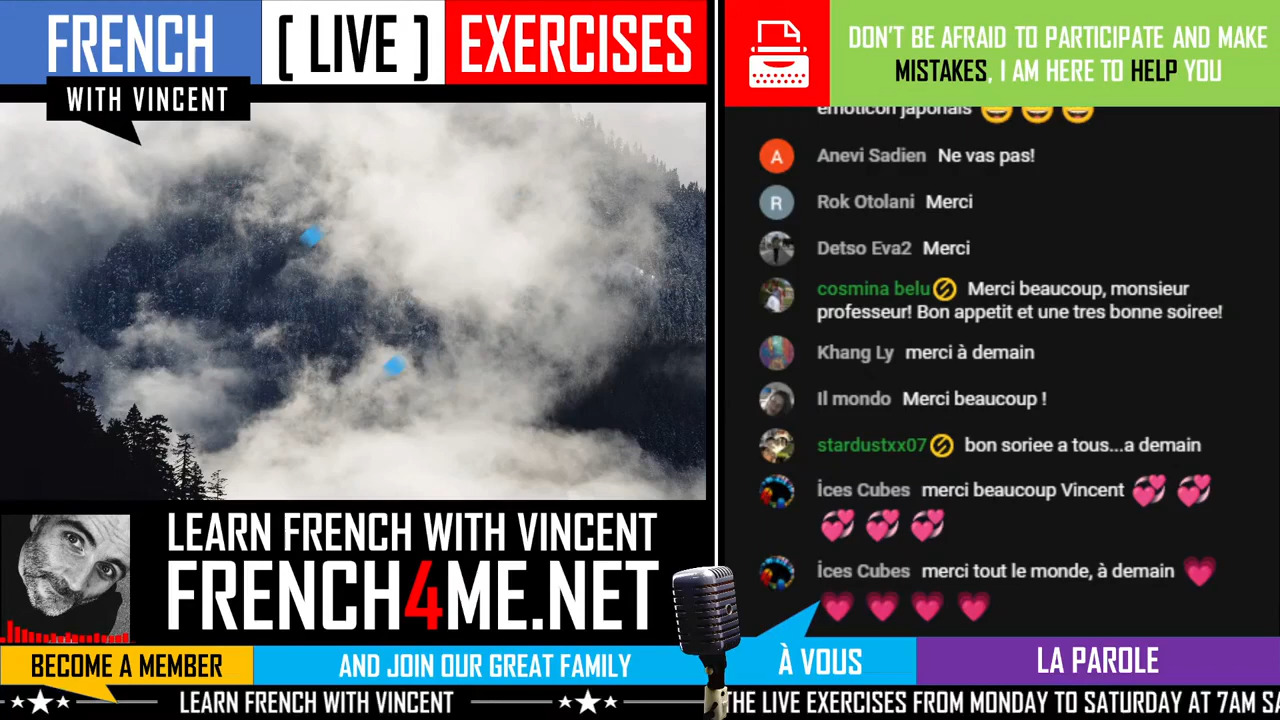 FRENCH [ LIVE ] EXERCISES
WITH VINCENT
DON'T BE AFRAID TO PARTICIPATE AND MAKE
MISTAKES, I AM HERE TO HELP YOU
emoticon japonais
A Anevi Sadien Ne vas pas!
R Rok Otolani Merci
Detso Eva2 Merci
cosmina belu Merci beaucoup, monsieur
professeur! Bon appetit et une tres bonne soiree!
Khang Ly merci à demain
Il mondo Merci beaucoup !
stardustxx07 bon soriee a tous...a demain
İces Cubes merci beaucoup Vincent
İces Cubes merci tout le monde, à demain
LEARN FRENCH WITH VINCENT
FRENCH4ME.NET
BECOME A MEMBER AND JOIN OUR GREAT FAMILY
À VOUS LA PAROLE
LEARN FRENCH WITH VINCENT
THE LIVE EXERCISES FROM MONDAY TO SATURDAY AT 7AM